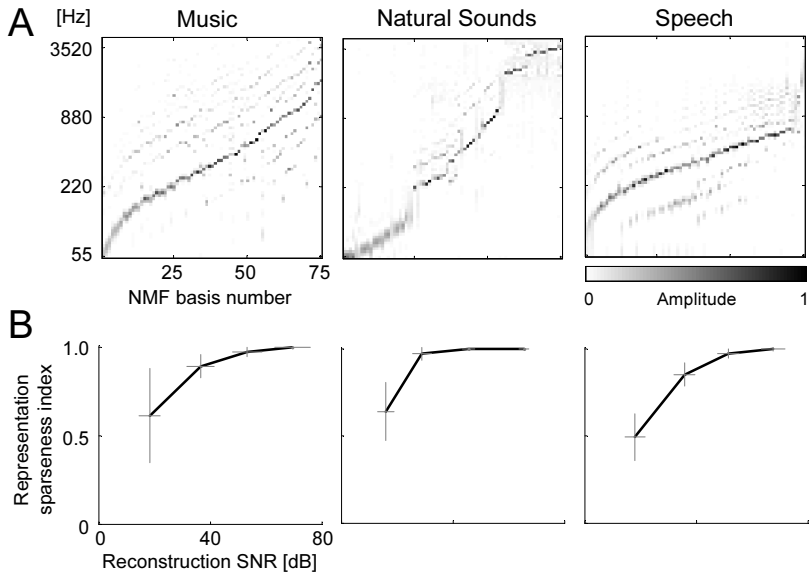 A
[Hz]
Music
Natural Sounds
Speech
3520
880
220
55
25
50
75
NMF basis number
0
Amplitude
1
B
Representation
sparseness index
1.0
0.5
0
0
40
80
Reconstruction SNR [dB]